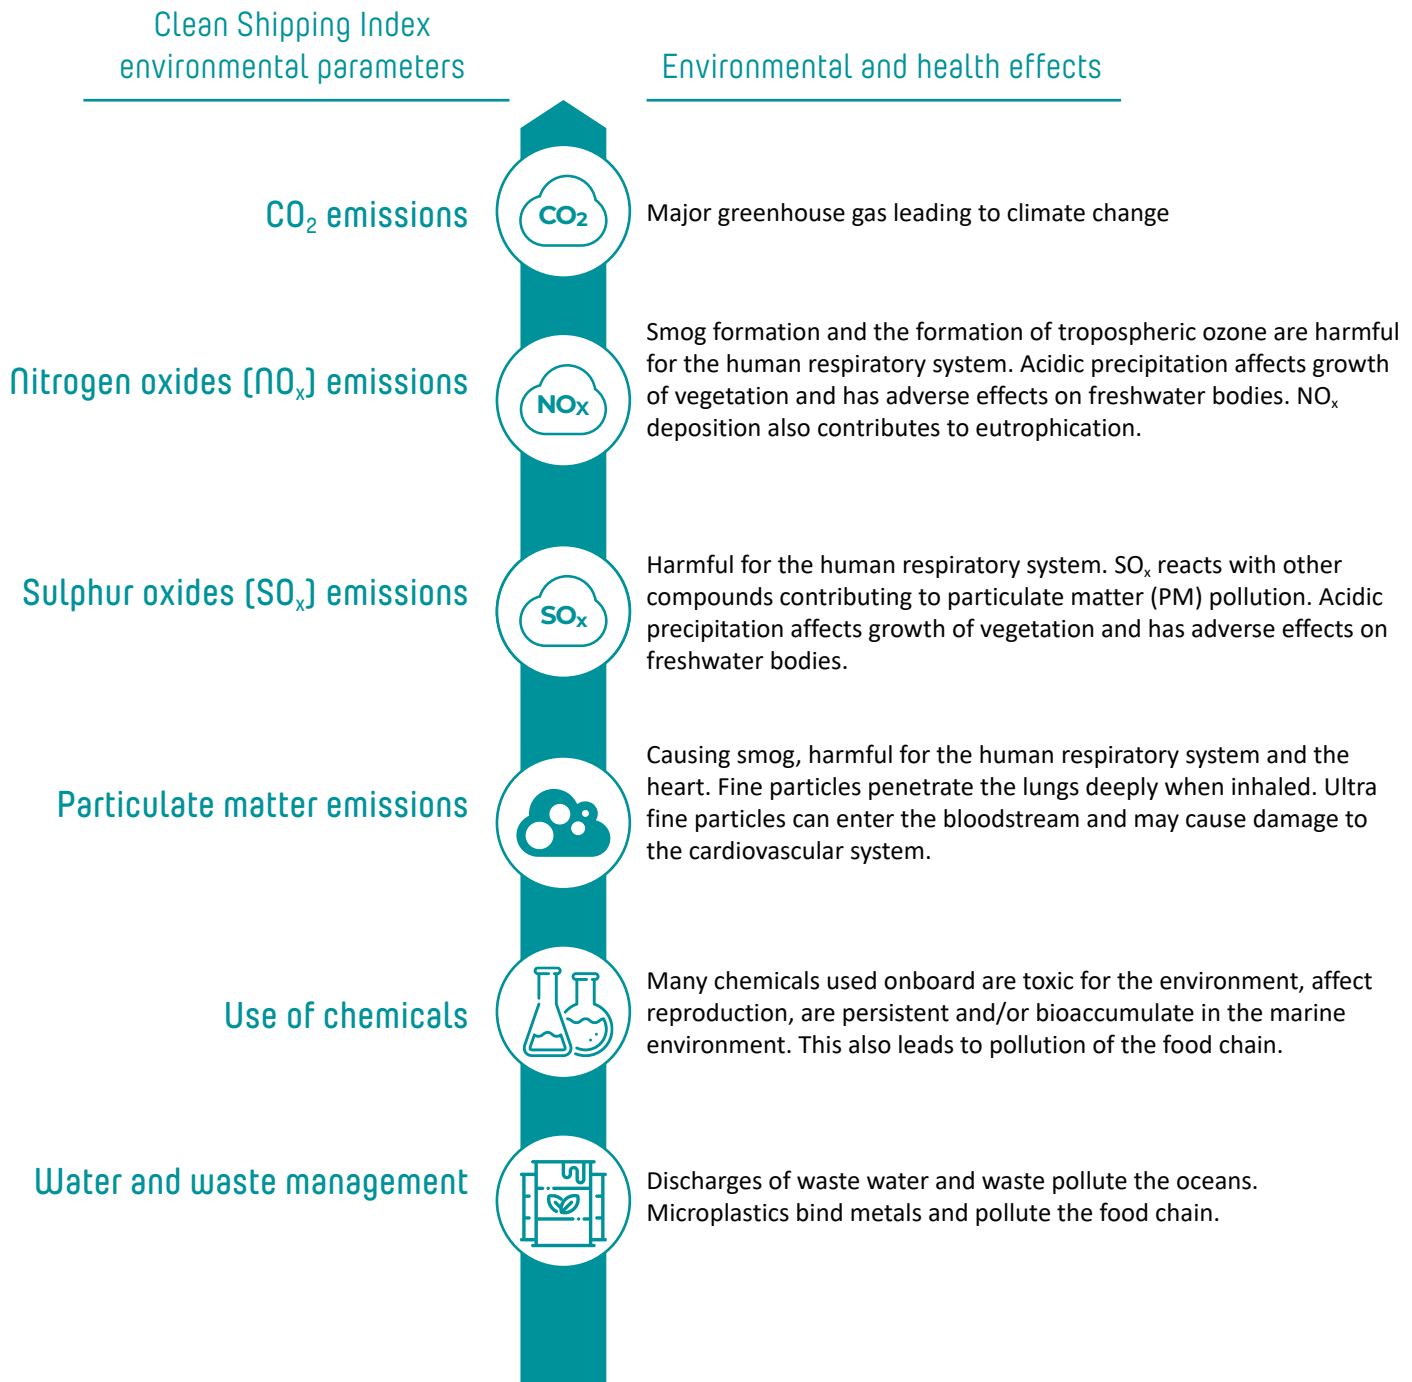 Clean Shipping Index
environmental parameters
Environmental and health effects
CO₂ emissions
CO₂
Major greenhouse gas leading to climate change
Nitrogen oxides (NOₓ) emissions
NOₓ
Smog formation and the formation of tropospheric ozone are harmful
for the human respiratory system. Acidic precipitation affects growth
of vegetation and has adverse effects on freshwater bodies. NOₓ
deposition also contributes to eutrophication.
Sulphur oxides (SOₓ) emissions
SOₓ
Harmful for the human respiratory system. SOₓ reacts with other
compounds contributing to particulate matter (PM) pollution. Acidic
precipitation affects growth of vegetation and has adverse effects on
freshwater bodies.
Particulate matter emissions
Causing smog, harmful for the human respiratory system and the
heart. Fine particles penetrate the lungs deeply when inhaled. Ultra
fine particles can enter the bloodstream and may cause damage to
the cardiovascular system.
Use of chemicals
Many chemicals used onboard are toxic for the environment, affect
reproduction, are persistent and/or bioaccumulate in the marine
environment. This also leads to pollution of the food chain.
Water and waste management
Discharges of waste water and waste pollute the oceans.
Microplastics bind metals and pollute the food chain.